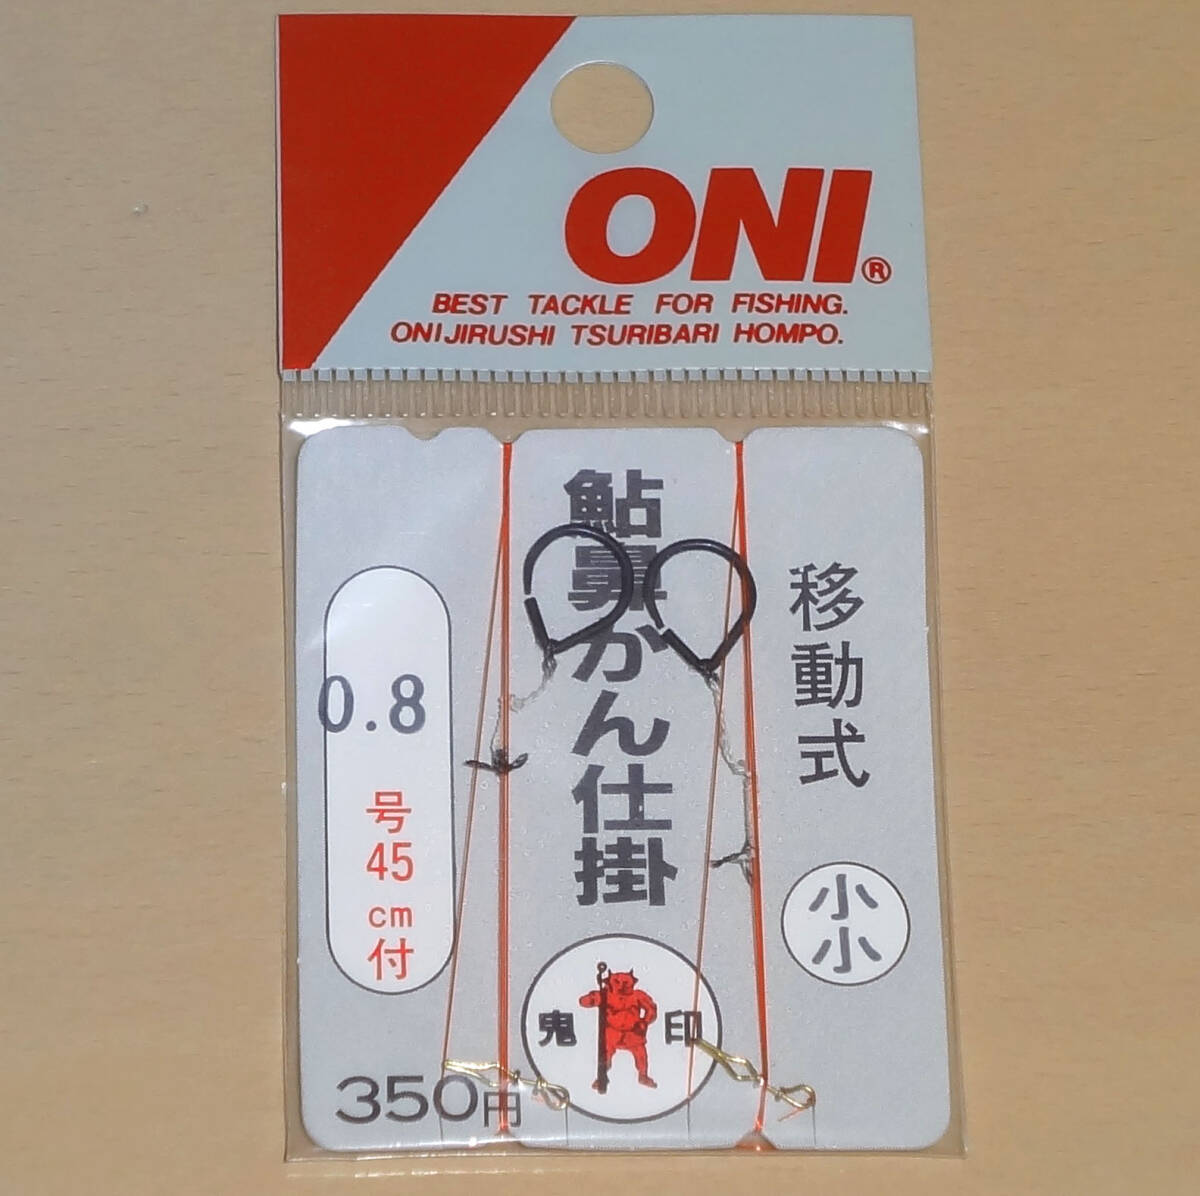 ONI®
BEST TACKLE FOR FISHING.
ONIJIRUSHI TSURIBARI HOMPO.
移動式
小小
鮎鼻かん仕掛
鬼印
0.8
号
45
cm
付
350円